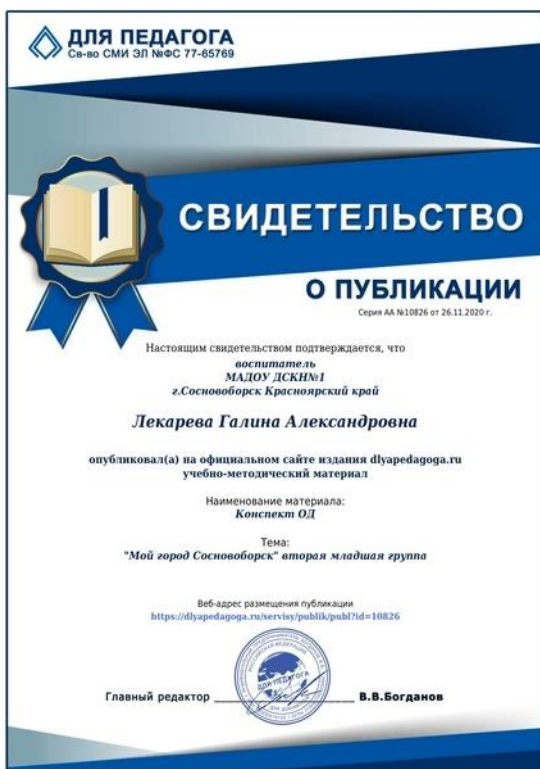 ДЛЯ ПЕДАГОГА
Св-во СМИ ЭЛ №ФС 77-65769
СВИДЕТЕЛЬСТВО
О ПУБЛИКАЦИИ
Серия АА №10826 от 26.11.2020 г.
Настоящим свидетельством подтверждается, что
воспитатель
МАДОУ ДСКН№1
г.Сосновоборск Красноярский край
Лекарева Галина Александровна
опубликовал(а) на официальном сайте издания dlyapedagoga.ru
учебно-методический материал
Наименование материала:
Конспект ОД
Тема:
"Мой город Сосновоборск" вторая младшая группа
Веб-адрес размещения публикации
https://dlyapedagoga.ru/servisy/publik/publ?id=10826
ДЛЯ ПЕДАГОГА
Главный редактор
В.В.Богданов